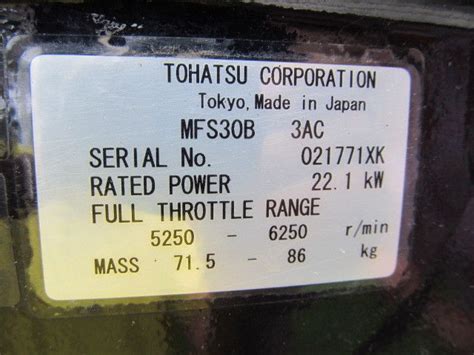 TOHATSU CORPORATION
Tokyo, Made in Japan
MFS30B 3AC
SERIAL No. 021771XK
RATED POWER 22.1 kW
FULL THROTTLE RANGE
5250 - 6250 r/min
MASS 71.5 - 86 kg